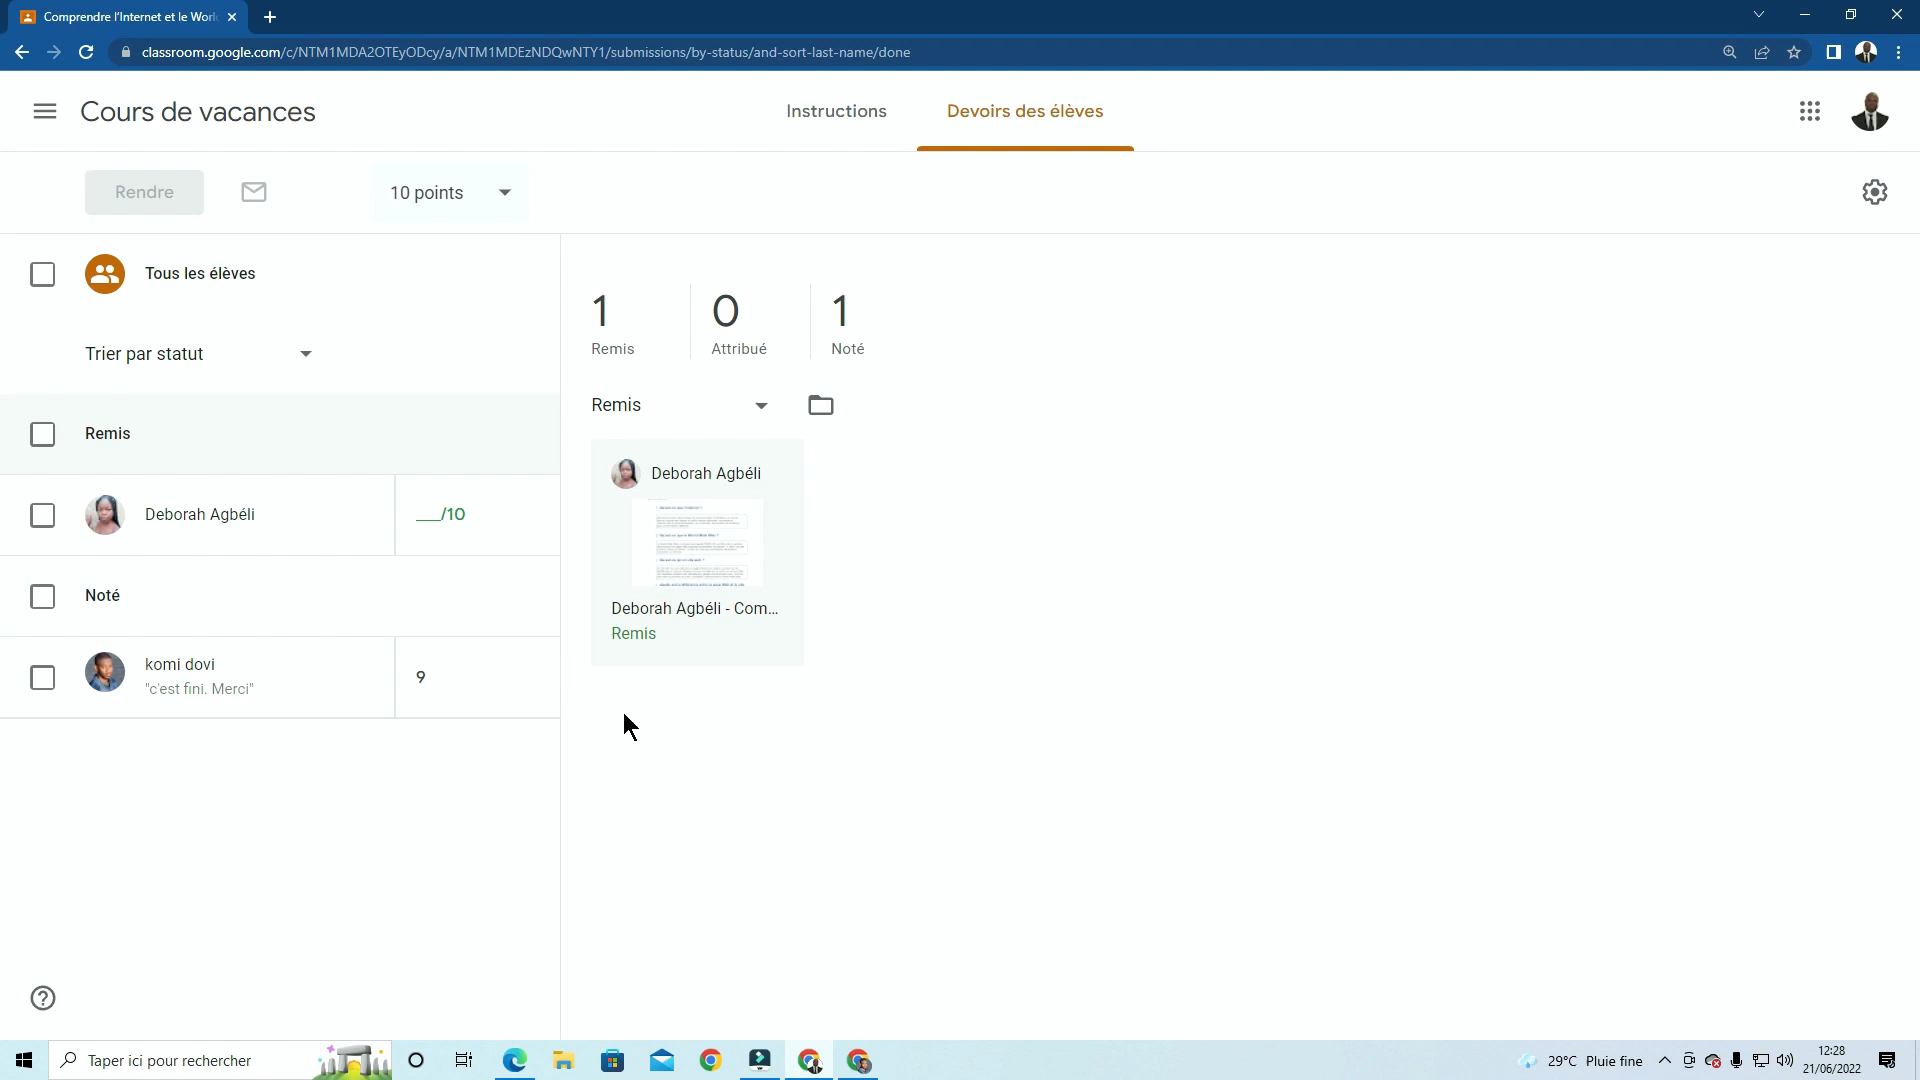 Comprendre l'Internet et le Worl
classroom.google.com/c/NTM1MDA2OTEyODcy/a/NTM1MDEzNDQwNTY1/submissions/by-status/and-sort-last-name/done
Cours de vacances
Instructions
Devoirs des élèves
Rendre
10 points
Tous les élèves
1
0
1
Remis
Attribué
Noté
Trier par statut
Remis
Remis
Deborah Agbéli
Deborah Agbéli
___/10
Deborah Agbéli - Com...
Remis
Noté
komi dovi
"c'est fini. Merci"
9
Taper ici pour rechercher
29°C Pluie fine
12:28
21/06/2022